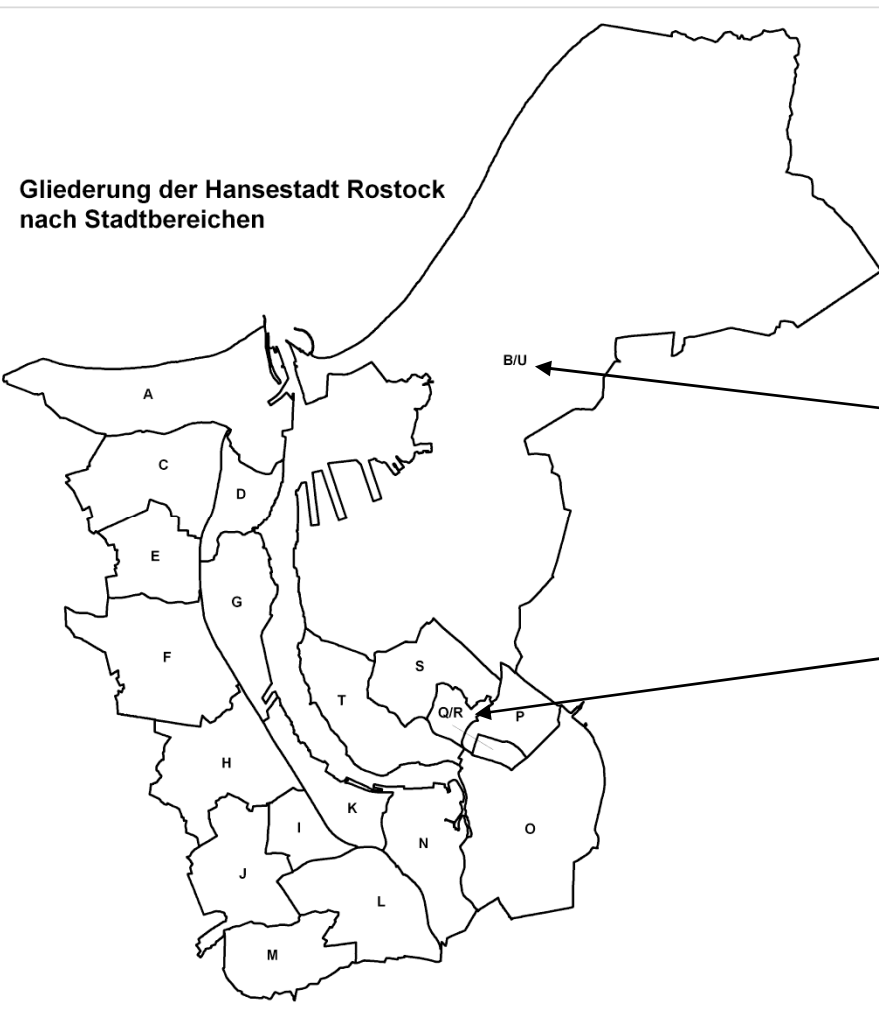 Gliederung der Hansestadt Rostock
nach Stadtbereichen
B/U
A
C
D
E
G
F
S
T
Q/R
P
H
K
I
O
N
J
L
M